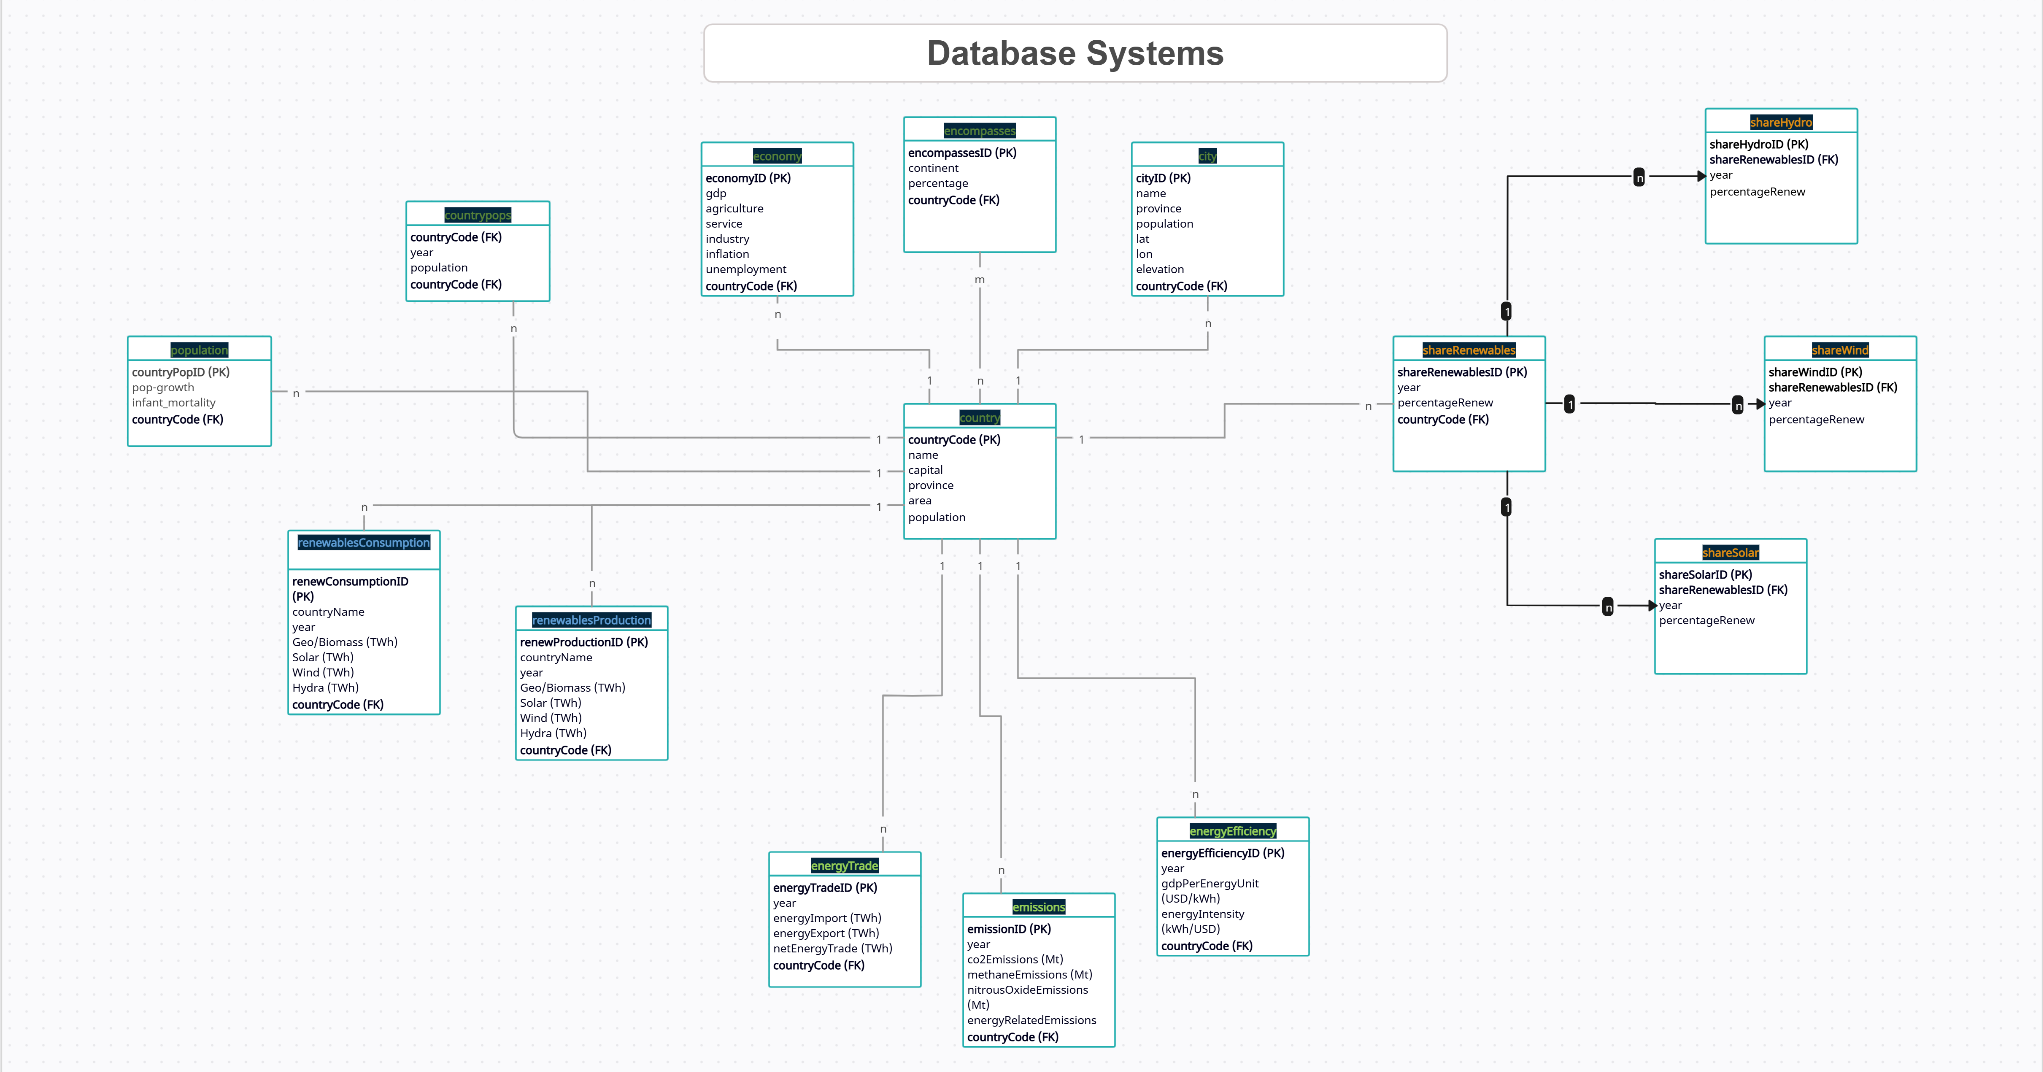 Database Systems
encompasses
encompassesID (PK)
continent
percentage
countryCode (FK)
m
n
economy
economyID (PK)
gdp
agriculture
service
industry
inflation
unemployment
countryCode (FK)
n
1
city
cityID (PK)
name
province
population
lat
lon
elevation
countryCode (FK)
n
1
countrypops
countryCode (FK)
year
population
countryCode (FK)
n
1
population
countryPopID (PK)
pop-growth
infant_mortality
countryCode (FK)
n
1
country
countryCode (PK)
name
capital
province
area
population
1
n
shareRenewables
shareRenewablesID (PK)
year
percentageRenew
countryCode (FK)
1
n
shareHydro
shareHydroID (PK)
shareRenewablesID (FK)
year
percentageRenew
1
n
shareWind
shareWindID (PK)
shareRenewablesID (FK)
year
percentageRenew
1
n
shareSolar
shareSolarID (PK)
shareRenewablesID (FK)
year
percentageRenew
n
1
renewablesConsumption
renewConsumptionID
(PK)
countryName
year
Geo/Biomass (TWh)
Solar (TWh)
Wind (TWh)
Hydra (TWh)
countryCode (FK)
n
renewablesProduction
renewProductionID (PK)
countryName
year
Geo/Biomass (TWh)
Solar (TWh)
Wind (TWh)
Hydra (TWh)
countryCode (FK)
1
1
1
n
energyTrade
energyTradeID (PK)
year
energyImport (TWh)
energyExport (TWh)
netEnergyTrade (TWh)
countryCode (FK)
n
emissions
emissionID (PK)
year
co2Emissions (Mt)
methaneEmissions (Mt)
nitrousOxideEmissions
(Mt)
energyRelatedEmissions
countryCode (FK)
n
energyEfficiency
energyEfficiencyID (PK)
year
gdpPerEnergyUnit
(USD/kWh)
energyIntensity
(kWh/USD)
countryCode (FK)